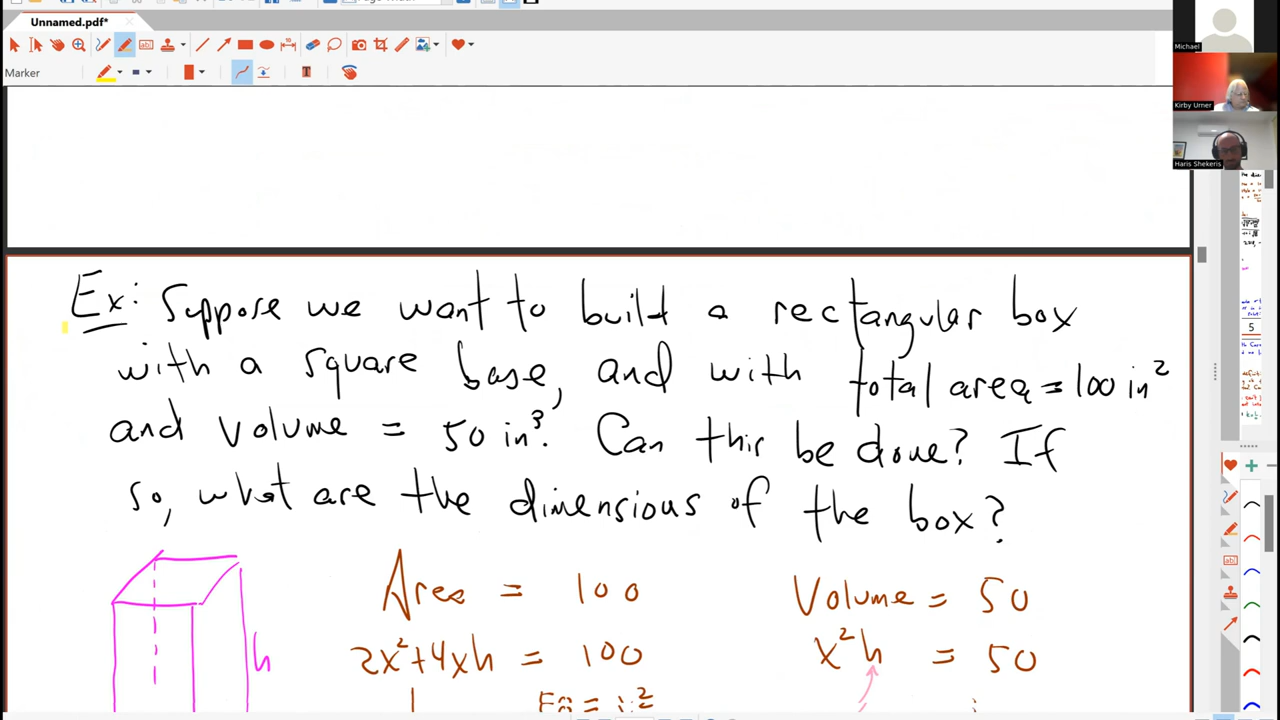 Unnamed.pdf*
Michael
Kirby Urner
Marker
T
Haris Shekeris
Ex: Suppose we want to build a rectangular box
with a square base, and with total area = 100 in²
and volume = 50 in³. Can this be done? If
so, what are the dimensions of the box?
Area = 100
Volume = 50
2x²+4xh = 100
x²h = 50
h
5